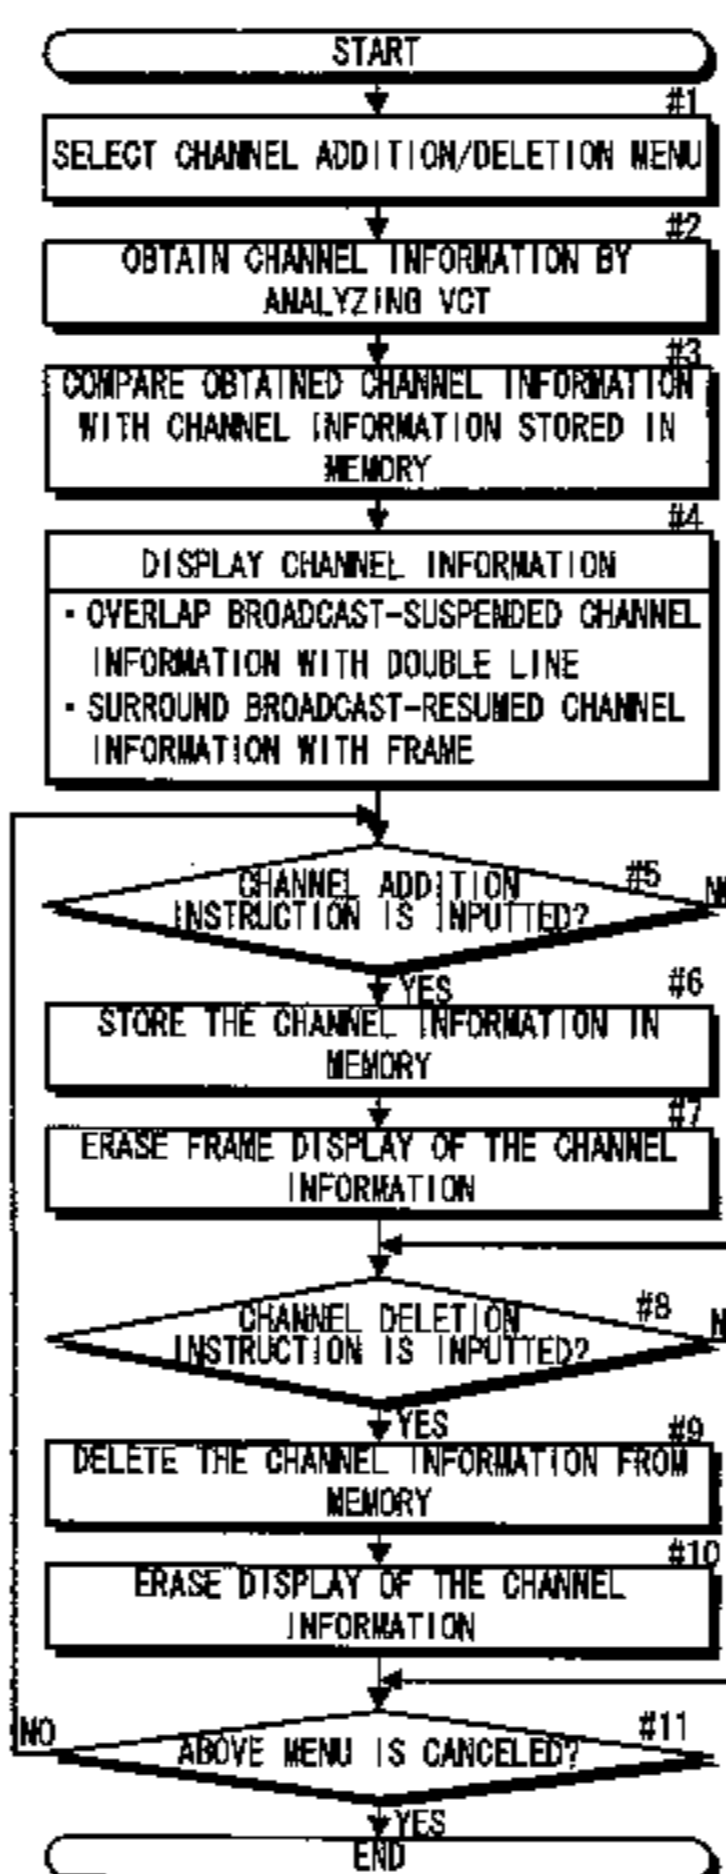 START
#1
SELECT CHANNEL ADDITION/DELETION MENU
#2
OBTAIN CHANNEL INFORMATION BY
ANALYZING VCT
#3
COMPARE OBTAINED CHANNEL INFORMATION
WITH CHANNEL INFORMATION STORED IN
MEMORY
#4
DISPLAY CHANNEL INFORMATION
・OVERLAP BROADCAST-SUSPENDED CHANNEL
INFORMATION WITH DOUBLE LINE
・SURROUND BROADCAST-RESUMED CHANNEL
INFORMATION WITH FRAME
#5
CHANNEL ADDITION
INSTRUCTION IS INPUTTED?
YES
#6
STORE THE CHANNEL INFORMATION IN
MEMORY
#7
ERASE FRAME DISPLAY OF THE CHANNEL
INFORMATION
#8
CHANNEL DELETION
INSTRUCTION IS INPUTTED?
YES
#9
DELETE THE CHANNEL INFORMATION FROM
MEMORY
#10
ERASE DISPLAY OF THE CHANNEL
INFORMATION
#11
NO
ABOVE MENU IS CANCELED?
YES
END